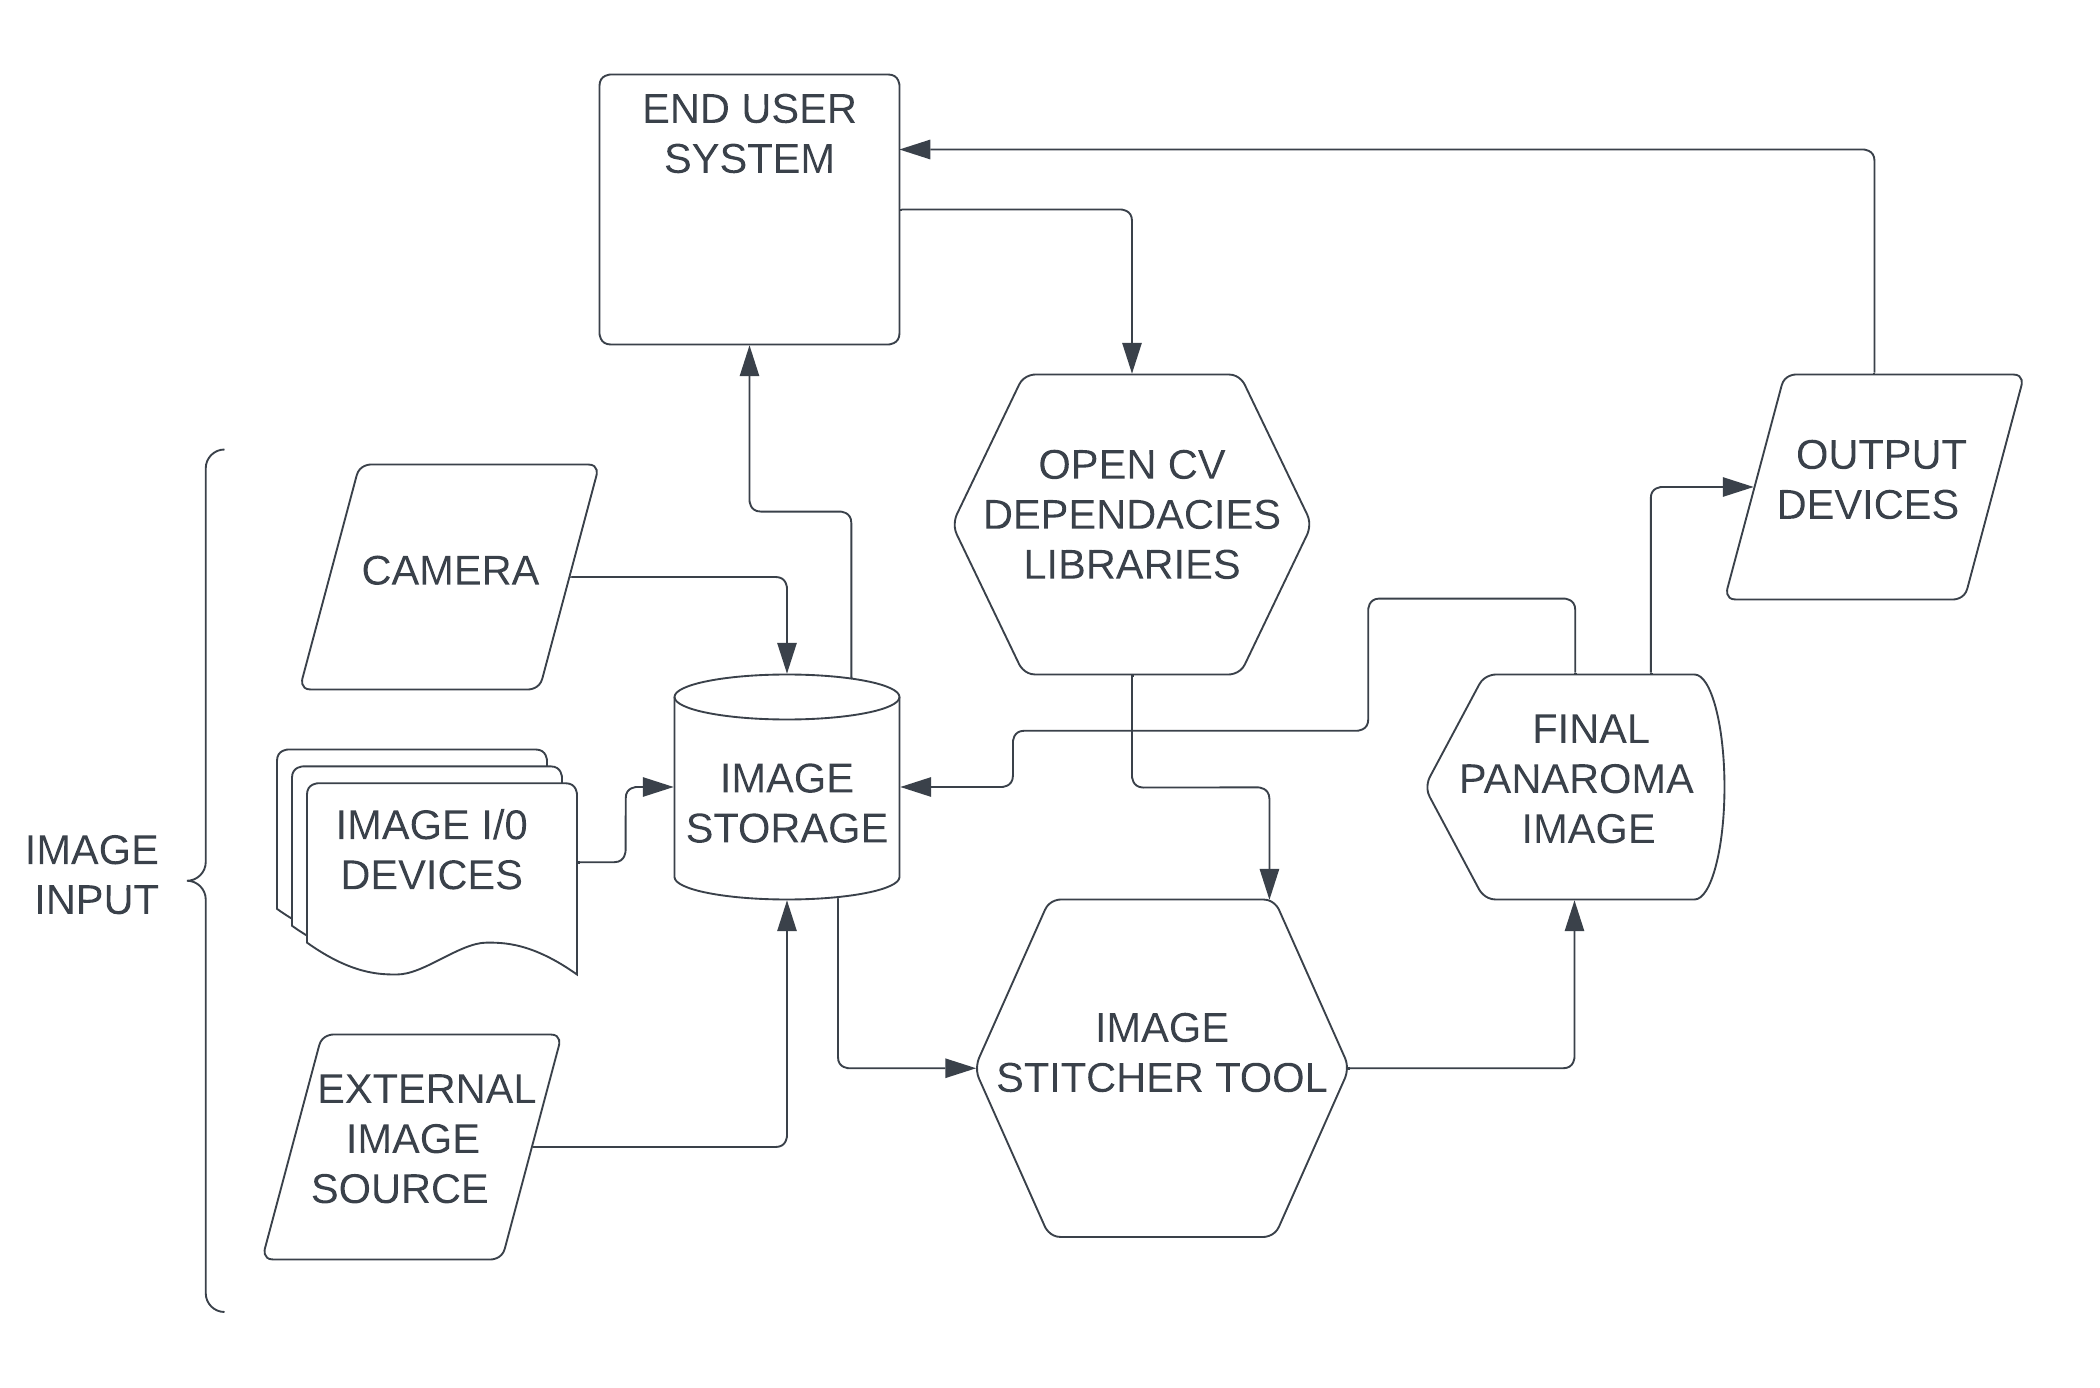 END USER
SYSTEM
OPEN CV
DEPENDACIES
LIBRARIES
OUTPUT
DEVICES
CAMERA
IMAGE
STORAGE
FINAL
PANAROMA
IMAGE
IMAGE
INPUT
IMAGE I/0
DEVICES
IMAGE
STITCHER TOOL
EXTERNAL
IMAGE
SOURCE